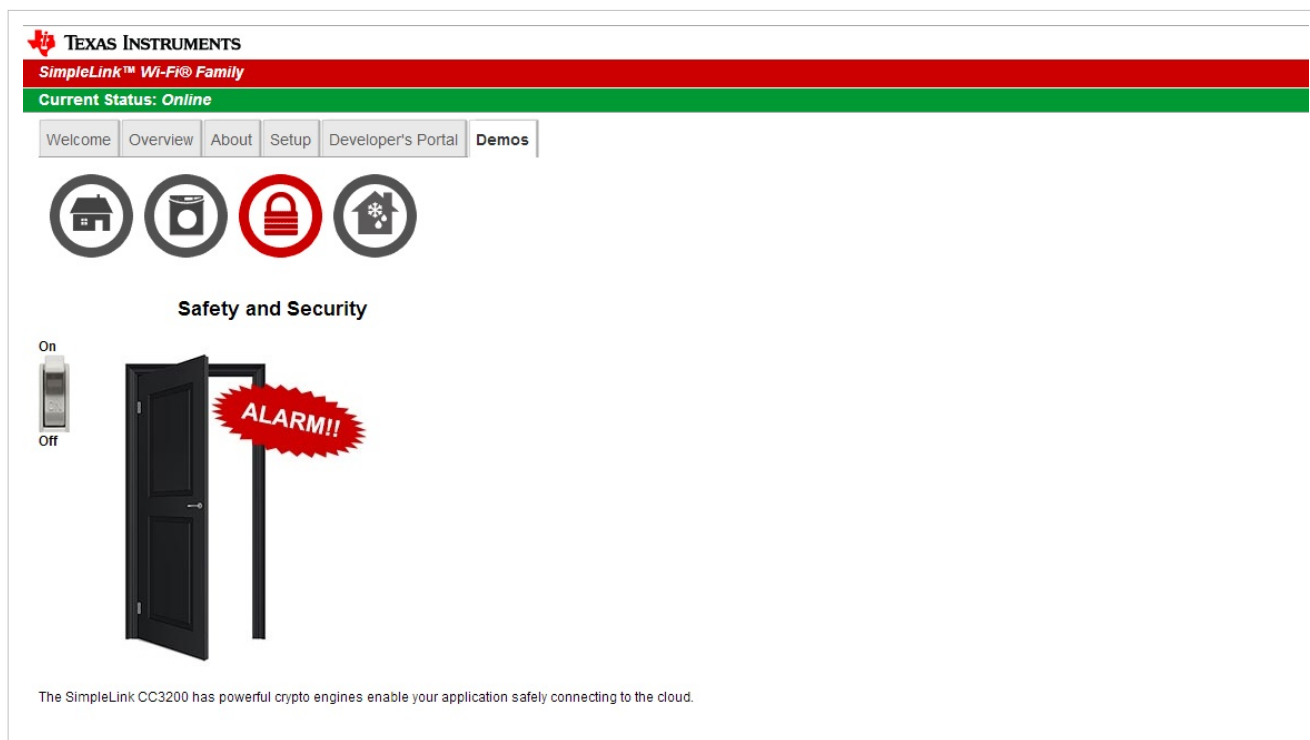 TEXAS INSTRUMENTS
SimpleLink™ Wi-Fi® Family
Current Status: Online
Welcome Overview About Setup Developer's Portal Demos
Safety and Security
On
ALARM!!
Off
The SimpleLink CC3200 has powerful crypto engines enable your application safely connecting to the cloud.